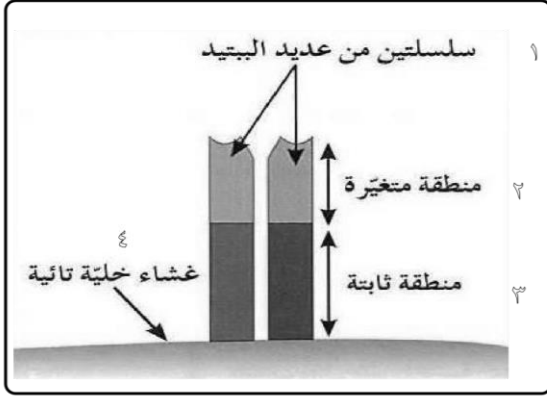 سلسلتين من عديد الببتيد ١
منطقة متغيّرة ٢
٤
غشاء خليّة تائية
منطقة ثابتة ٣